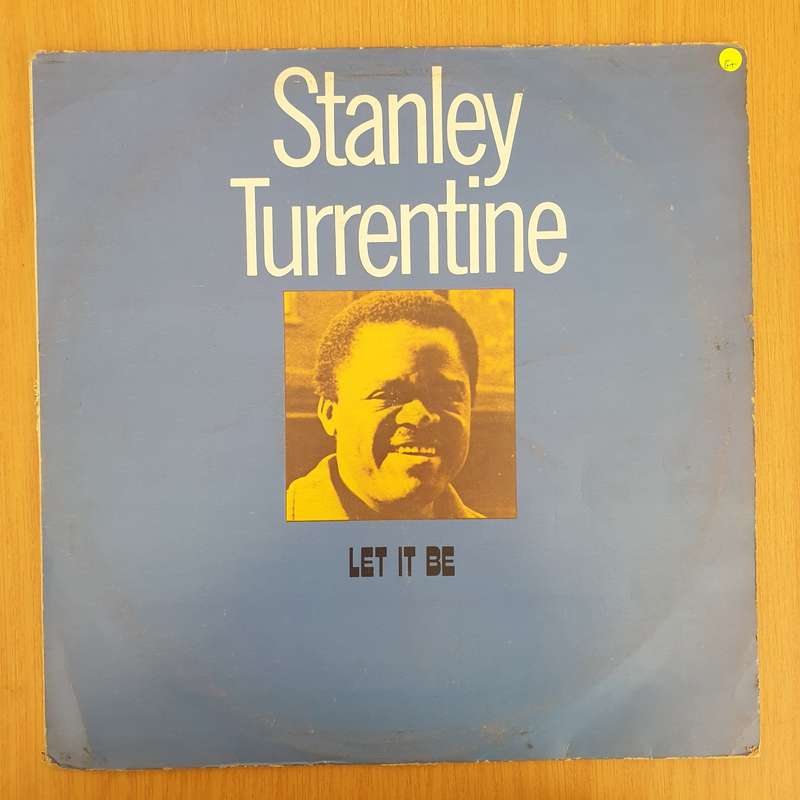 Stanley
Turrentine
LET IT BE
G+